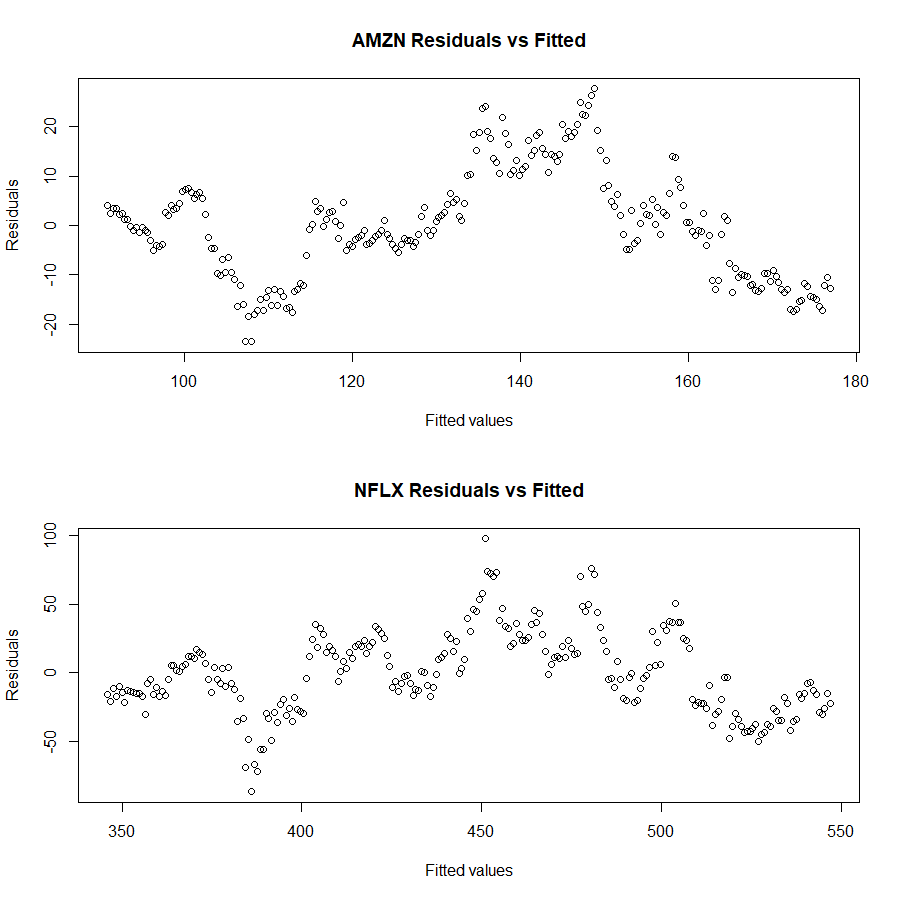 AMZN Residuals vs Fitted
Residuals
20
10
0
-10
-20
100 120 140 160 180
Fitted values
NFLX Residuals vs Fitted
Residuals
100
50
0
-50
350 400 450 500 550
Fitted values